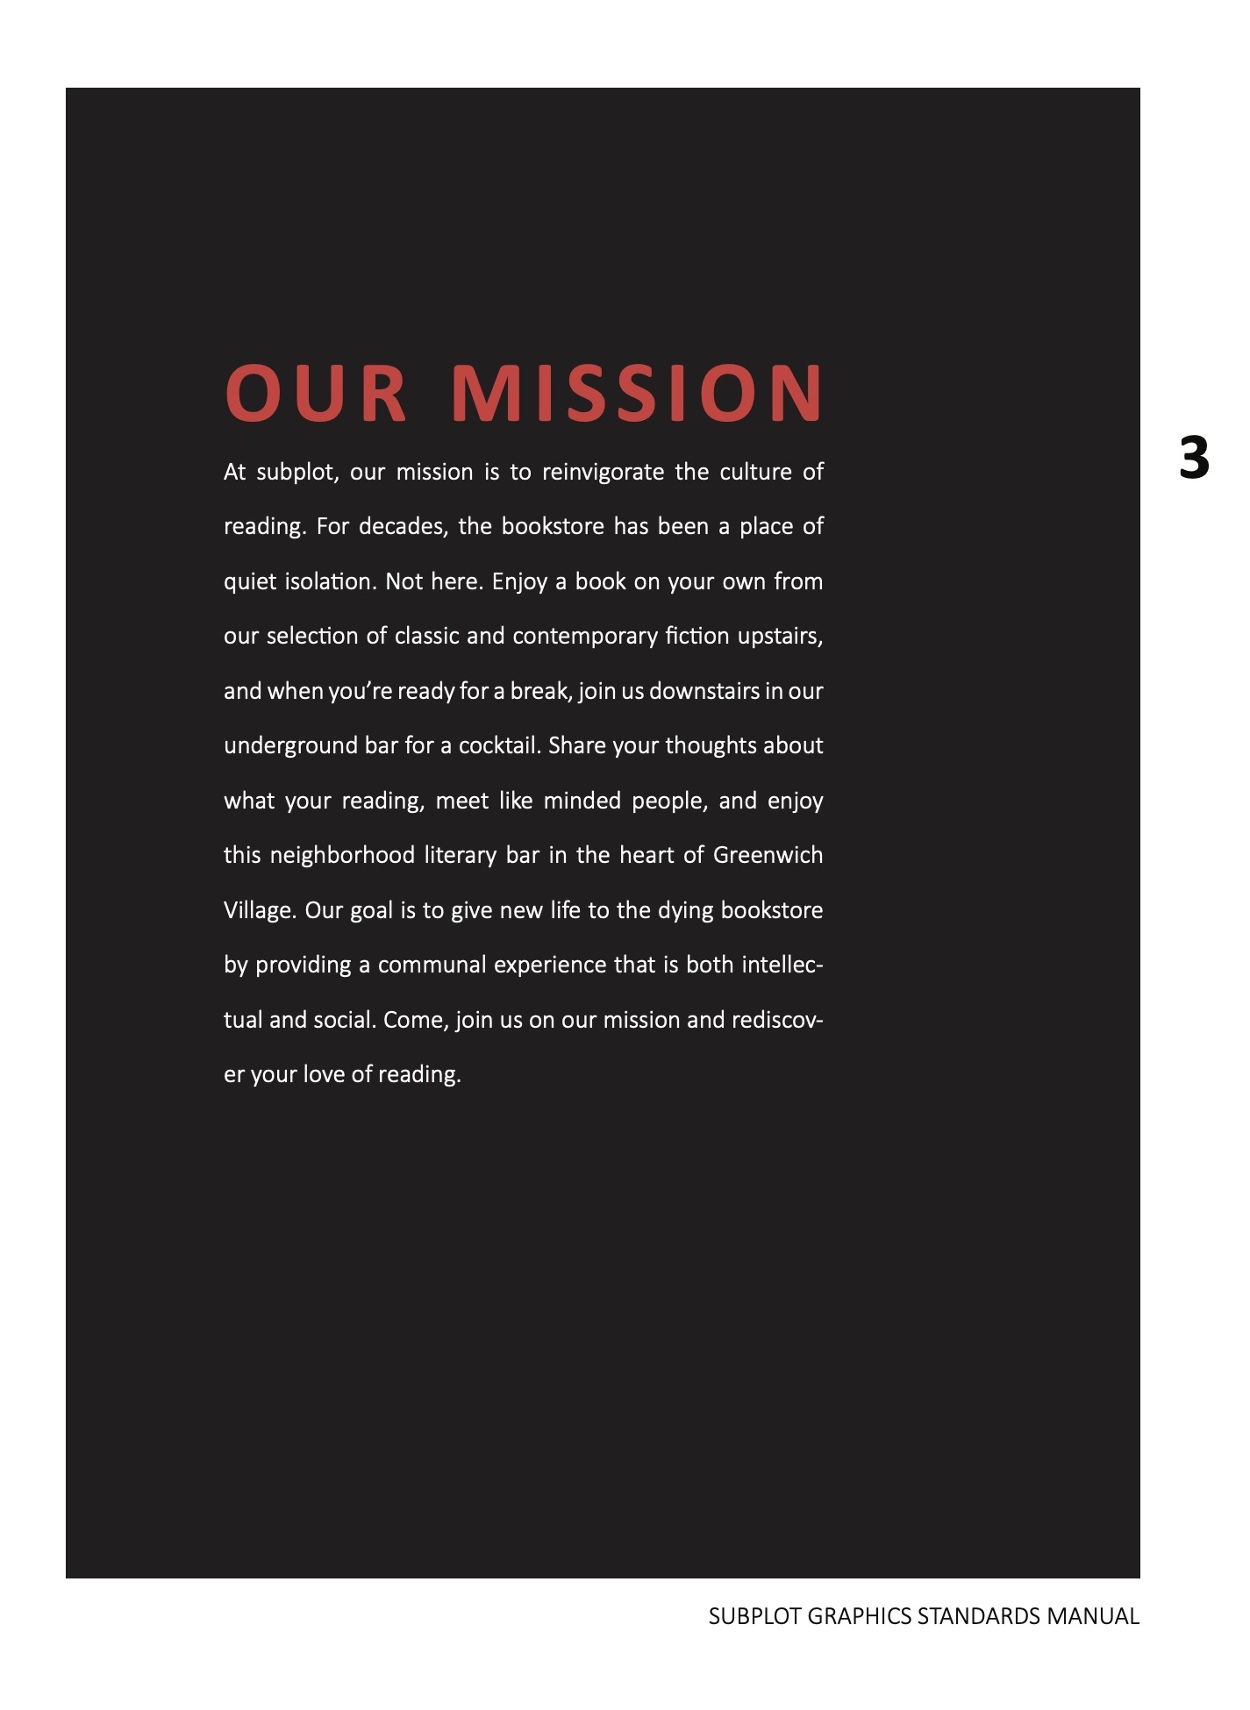 OUR MISSION
At subplot, our mission is to reinvigorate the culture of
reading. For decades, the bookstore has been a place of
quiet isolation. Not here. Enjoy a book on your own from
our selection of classic and contemporary fiction upstairs,
and when you’re ready for a break, join us downstairs in our
underground bar for a cocktail. Share your thoughts about
what your reading, meet like minded people, and enjoy
this neighborhood literary bar in the heart of Greenwich
Village. Our goal is to give new life to the dying bookstore
by providing a communal experience that is both intellec-
tual and social. Come, join us on our mission and rediscov-
er your love of reading.
3
SUBPLOT GRAPHICS STANDARDS MANUAL